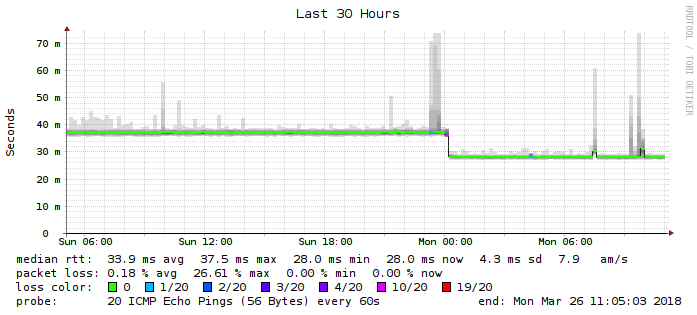 Last 30 Hours
RRDTOOL / TOBI OETIKER
Seconds
70 m
60 m
50 m
40 m
30 m
20 m
10 m
0
Sun 06:00 Sun 12:00 Sun 18:00 Mon 00:00 Mon 06:00
median rtt: 33.9 ms avg 37.5 ms max 28.0 ms min 28.0 ms now 4.3 ms sd 7.9 am/s
packet loss: 0.18 % avg 26.61 % max 0.00 % min 0.00 % now
loss color: 0 1/20 2/20 3/20 4/20 10/20 19/20
probe: 20 ICMP Echo Pings (56 Bytes) every 60s end: Mon Mar 26 11:05:03 2018